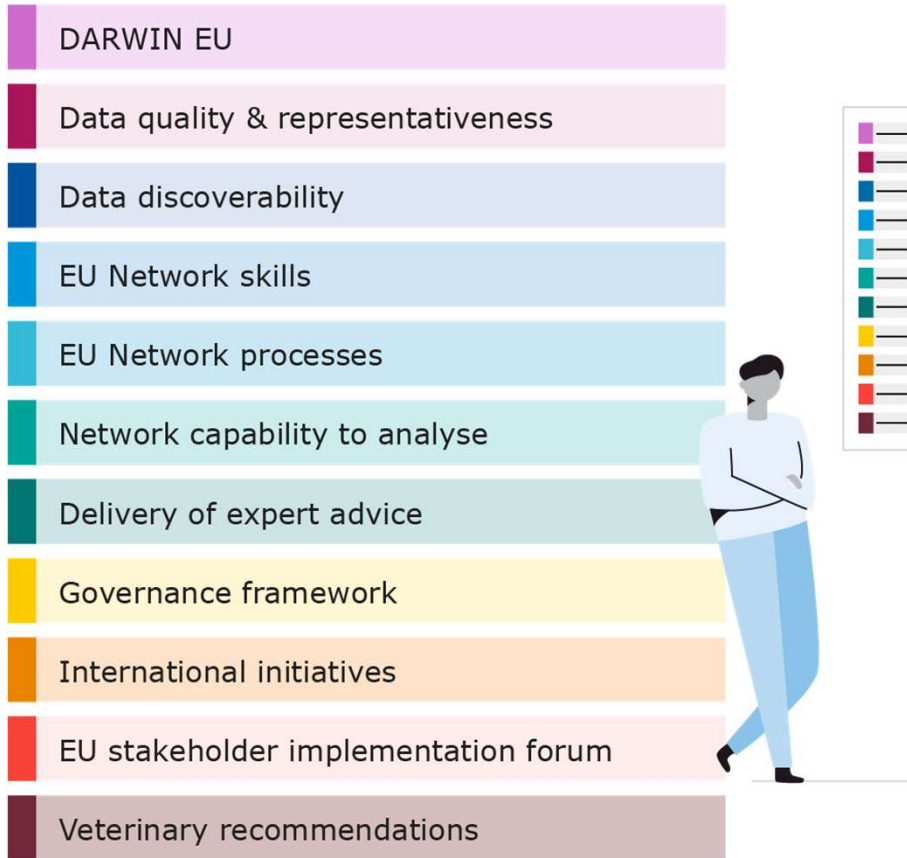 DARWIN EU
Data quality & representativeness
Data discoverability
EU Network skills
EU Network processes
Network capability to analyse
Delivery of expert advice
Governance framework
International initiatives
EU stakeholder implementation forum
Veterinary recommendations